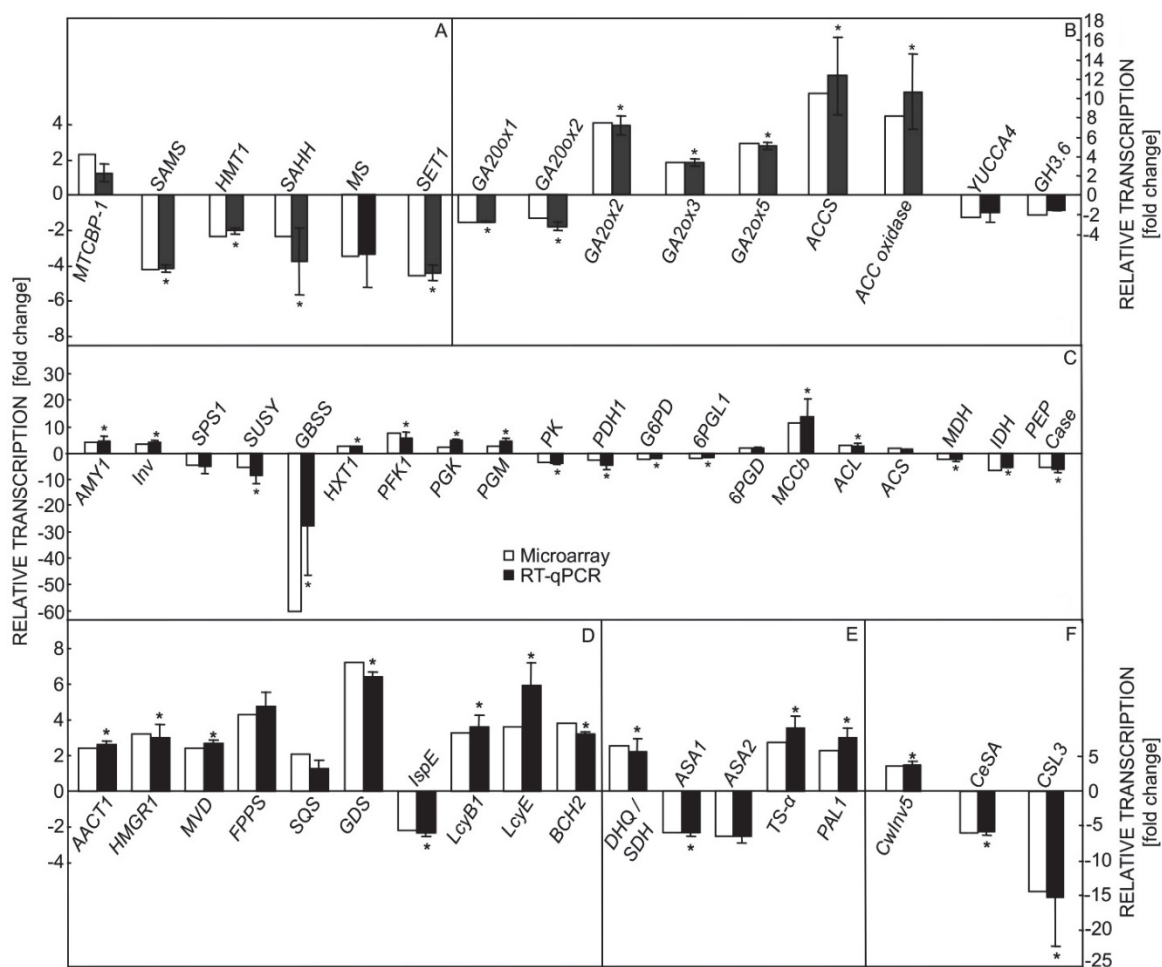 A
B
4
2
0
-2
-4
-6
-8
MTCBP-1
SAMS
HMT1
SAHH
MS
SET1
GA20ox1
GA20ox2
GA2ox2
GA2ox3
GA2ox5
ACCS
ACC oxidase
YUCCA4
GH3.6
* * * *
* * * * * * *
18
16
14
12
10
8
6
4
2
0
-2
-4
RELATIVE TRANSCRIPTION
[fold change]
C
RELATIVE TRANSCRIPTION [fold change]
30
20
10
0
-10
-20
-30
-40
-50
-60
AMY1
Inv
SPS1
SUSY
GBSS
HXT1
PFK1
PGK
PGM
PK
PDH1
G6PD
6PGL1
6PGD
MCCb
ACL
ACS
MDH
IDH
PEP
Case
* * * * * * * * * * * * * * * * *
Microarray
RT-qPCR
D
E
F
8
6
4
2
0
-2
-4
AACT1
HMGR1
MVD
FPPS
SQS
GDS
IspE
LcyB1
LcyE
BCH2
* * * * * * * *
DHQ /
SDH
ASA1
ASA2
TS-α
PAL1
* * * *
CwInv5
CeSA
CSL3
* * *
5
0
-5
-10
-15
-20
-25
RELATIVE TRANSCRIPTION
[fold change]